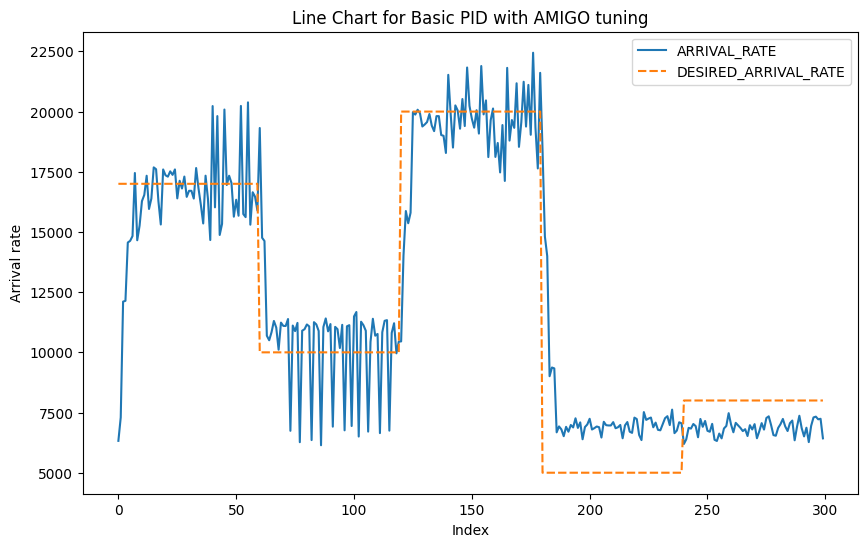 Line Chart for Basic PID with AMIGO tuning
ARRIVAL_RATE
DESIRED_ARRIVAL_RATE
Arrival rate
22500
20000
17500
15000
12500
10000
7500
5000
0 50 100 150 200 250 300
Index